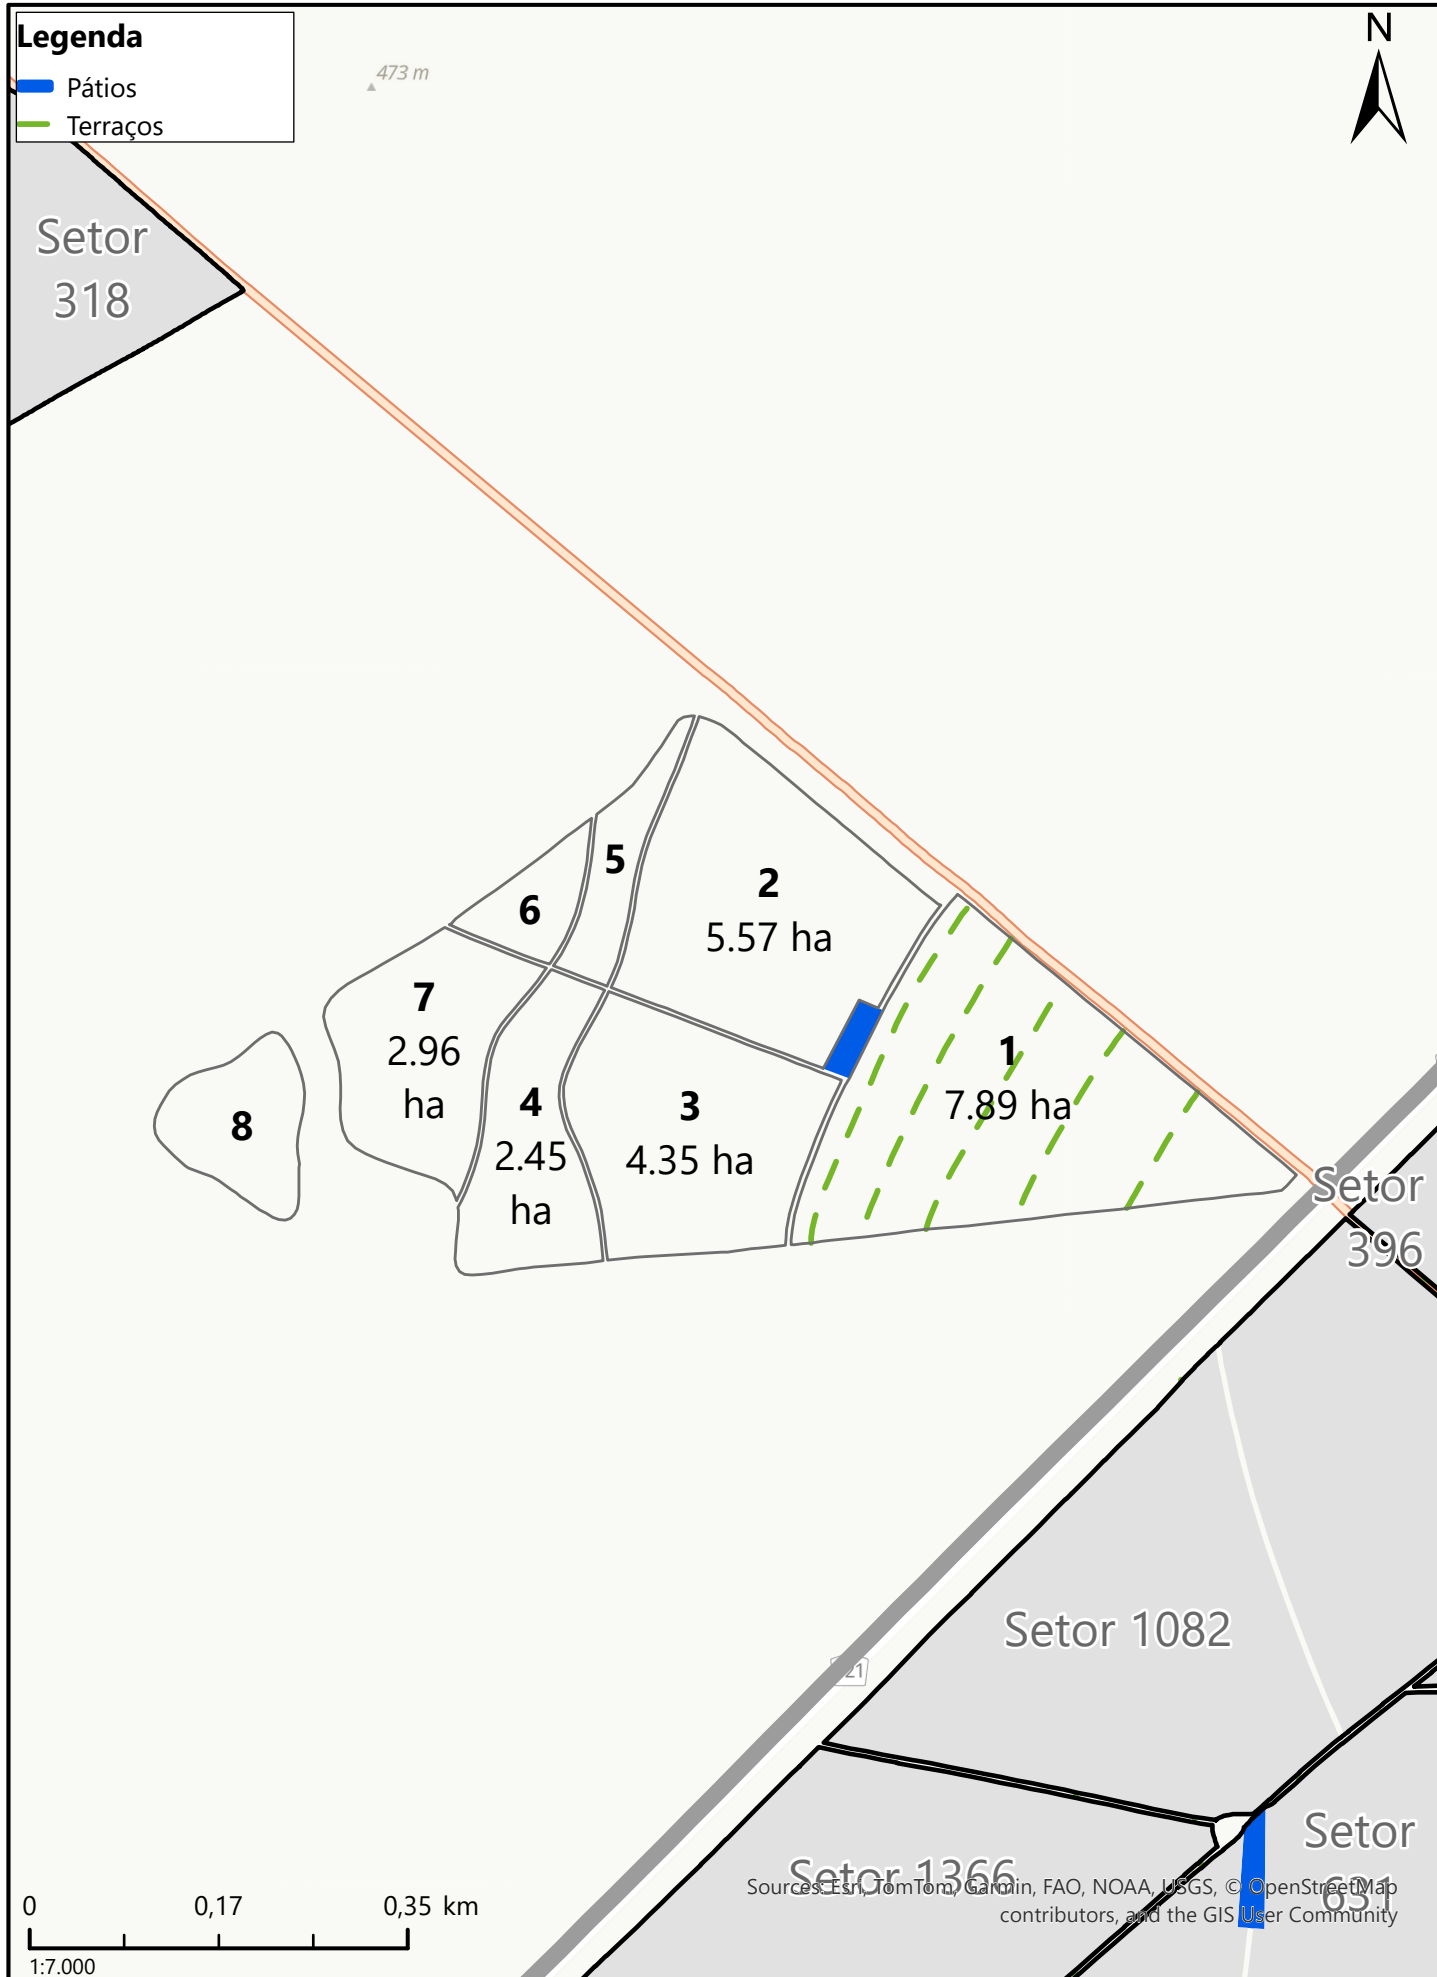 Legenda
Pátios
Terraços
473 m
N
Setor
318
5
2
5.57 ha
6
7
2.96
ha
1
7.89 ha
4
2.45
ha
3
4.35 ha
8
Setor
396
Setor 1082
21
Setor
631
Setor 1366
Sources: Esri, TomTom, Garmin, FAO, NOAA, USGS, © OpenStreetMap
contributors, and the GIS User Community
0 0,17 0,35 km
1:7.000